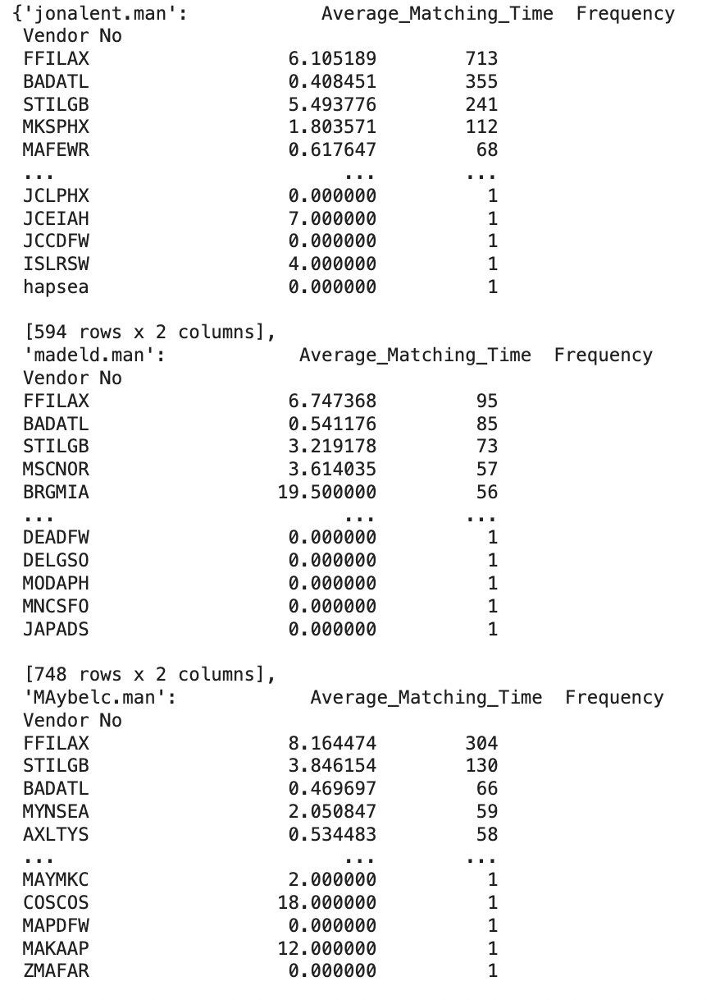 {'jonalent.man':            Average_Matching_Time  Frequency
Vendor No
FFILAX                  6.105189        713
BADATL                  0.408451        355
STILGB                  5.493776        241
MKSPHX                  1.803571        112
MAFEWR                  0.617647         68
...                          ...        ...
JCLPHX                  0.000000          1
JCEIAH                  7.000000          1
JCCDFW                  0.000000          1
ISLRSW                  4.000000          1
hapsea                  0.000000          1
[594 rows x 2 columns],
'madeld.man':            Average_Matching_Time  Frequency
Vendor No
FFILAX                  6.747368         95
BADATL                  0.541176         85
STILGB                  3.219178         73
MSCNOR                  3.614035         57
BRGMIA                 19.500000         56
...                          ...        ...
DEADFW                  0.000000          1
DELGSO                  0.000000          1
MODAPH                  0.000000          1
MNCSFO                  0.000000          1
JAPADS                  0.000000          1
[748 rows x 2 columns],
'MAybelc.man':            Average_Matching_Time  Frequency
Vendor No
FFILAX                  8.164474        304
STILGB                  3.846154        130
BADATL                  0.469697         66
MYNSEA                  2.050847         59
AXLTYS                  0.534483         58
...                          ...        ...
MAYMKC                  2.000000          1
COSCOS                 18.000000          1
MAPDFW                  0.000000          1
MAKAAP                 12.000000          1
ZMAFAR                  0.000000          1